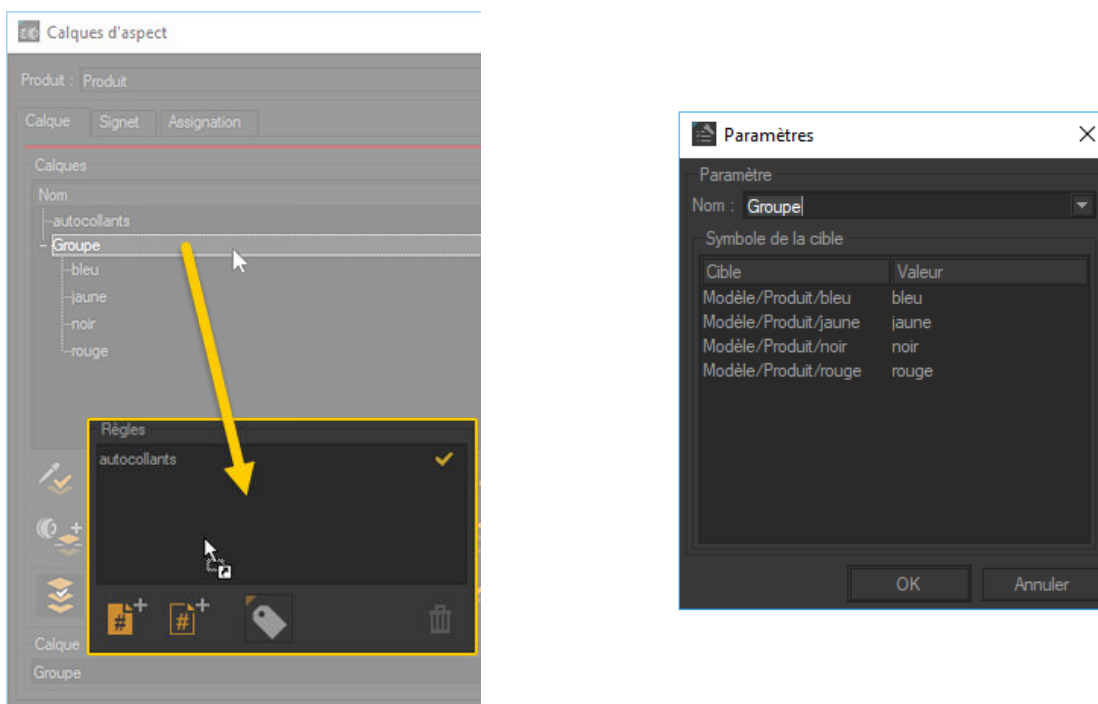 Calques d'aspect
Produit : Produit
Calque Signet Assignation
Calques
Nom
autocollants
Groupe
bleu
jaune
noir
rouge
Règles
autocollants
Calque
Groupe
Paramètres
Paramètre
Nom : Groupe
Symbole de la cible
Cible Valeur
Modèle/Produit/bleu bleu
Modèle/Produit/jaune jaune
Modèle/Produit/noir noir
Modèle/Produit/rouge rouge
OK Annuler